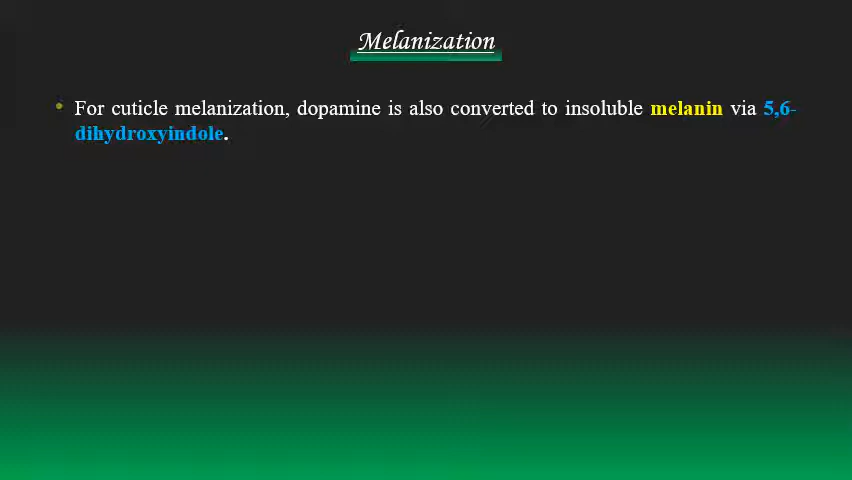 Melanization
• For cuticle melanization, dopamine is also converted to insoluble melanin via 5,6-
dihydroxyindole.